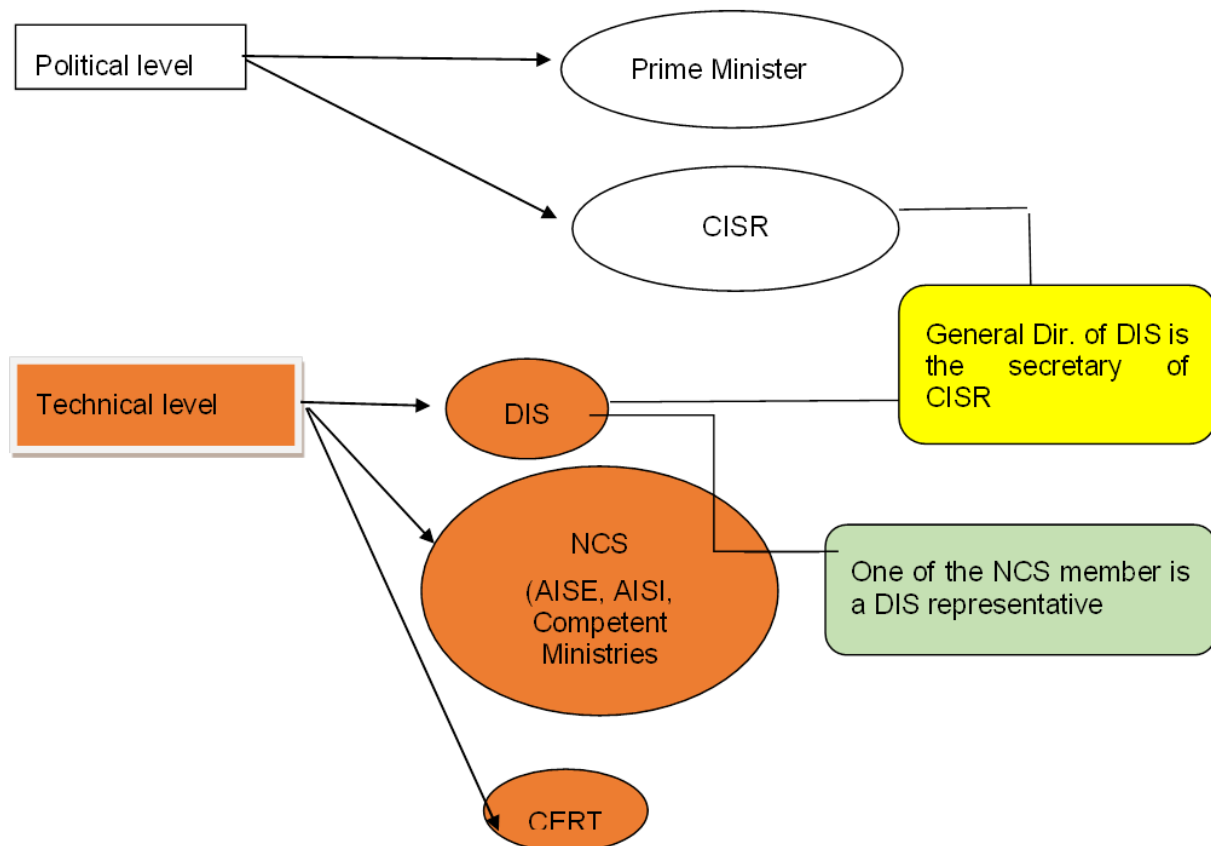 Political level
Prime Minister
CISR
General Dir. of DIS is
the secretary of
CISR
Technical level
DIS
NCS
(AISE, AISI,
Competent
Ministries
One of the NCS member is
a DIS representative
CERT